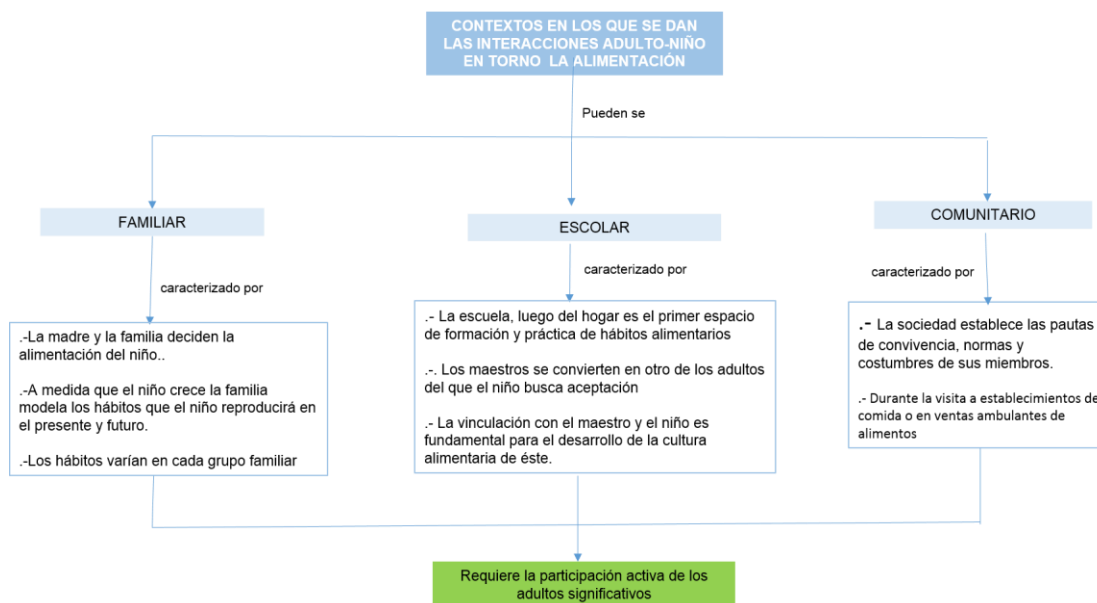 CONTEXTOS EN LOS QUE SE DAN
LAS INTERACCIONES ADULTO-NIÑO
EN TORNO LA ALIMENTACIÓN
Pueden se
FAMILIAR
ESCOLAR
COMUNITARIO
caracterizado por
caracterizado por
caracterizado por
.-La madre y la familia deciden la
alimentación del niño..
.-A medida que el niño crece la familia
modela los hábitos que el niño reproducirá en
el presente y futuro.
.-Los hábitos varían en cada grupo familiar
.- La escuela, luego del hogar es el primer espacio
de formación y práctica de hábitos alimentarios
.-. Los maestros se convierten en otro de los adultos
del que el niño busca aceptación
.- La vinculación con el maestro y el niño es
fundamental para el desarrollo de la cultura
alimentaria de éste.
.- La sociedad establece las pautas
de convivencia, normas y
costumbres de sus miembros.
.- Durante la visita a establecimientos de
comida o en ventas ambulantes de
alimentos
Requiere la participación activa de los
adultos significativos